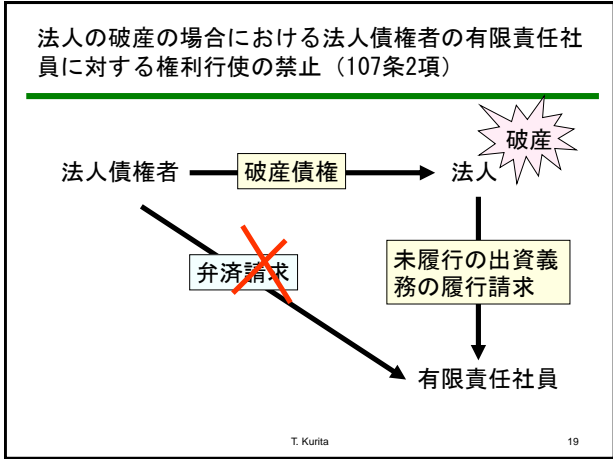 法人の破産の場合における法人債権者の有限責任社
員に対する権利行使の禁止（107条2項）
破産
法人債権者
破産債権
法人
弁済請求
未履行の出資義
務の履行請求
有限責任社員
T. Kurita
19